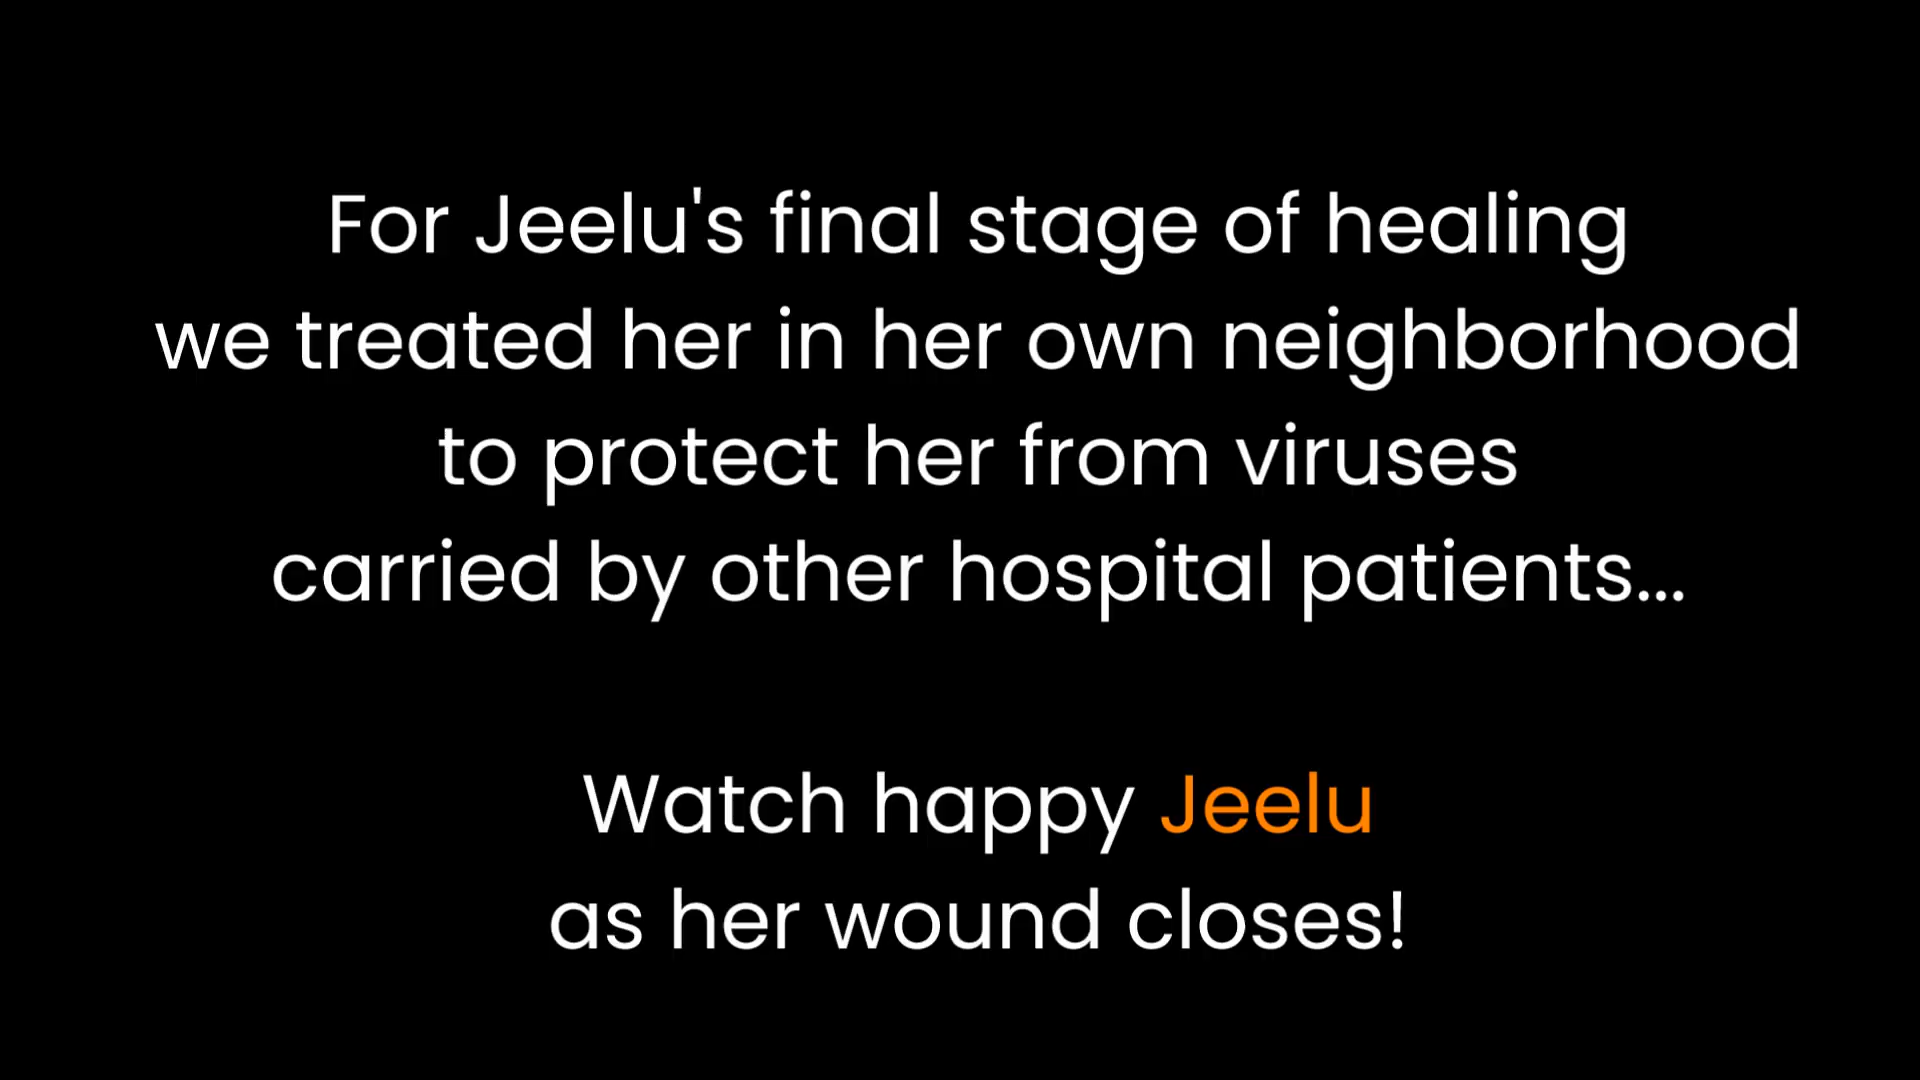 For Jeelu's final stage of healing
we treated her in her own neighborhood
to protect her from viruses
carried by other hospital patients...
Watch happy Jeelu
as her wound closes!